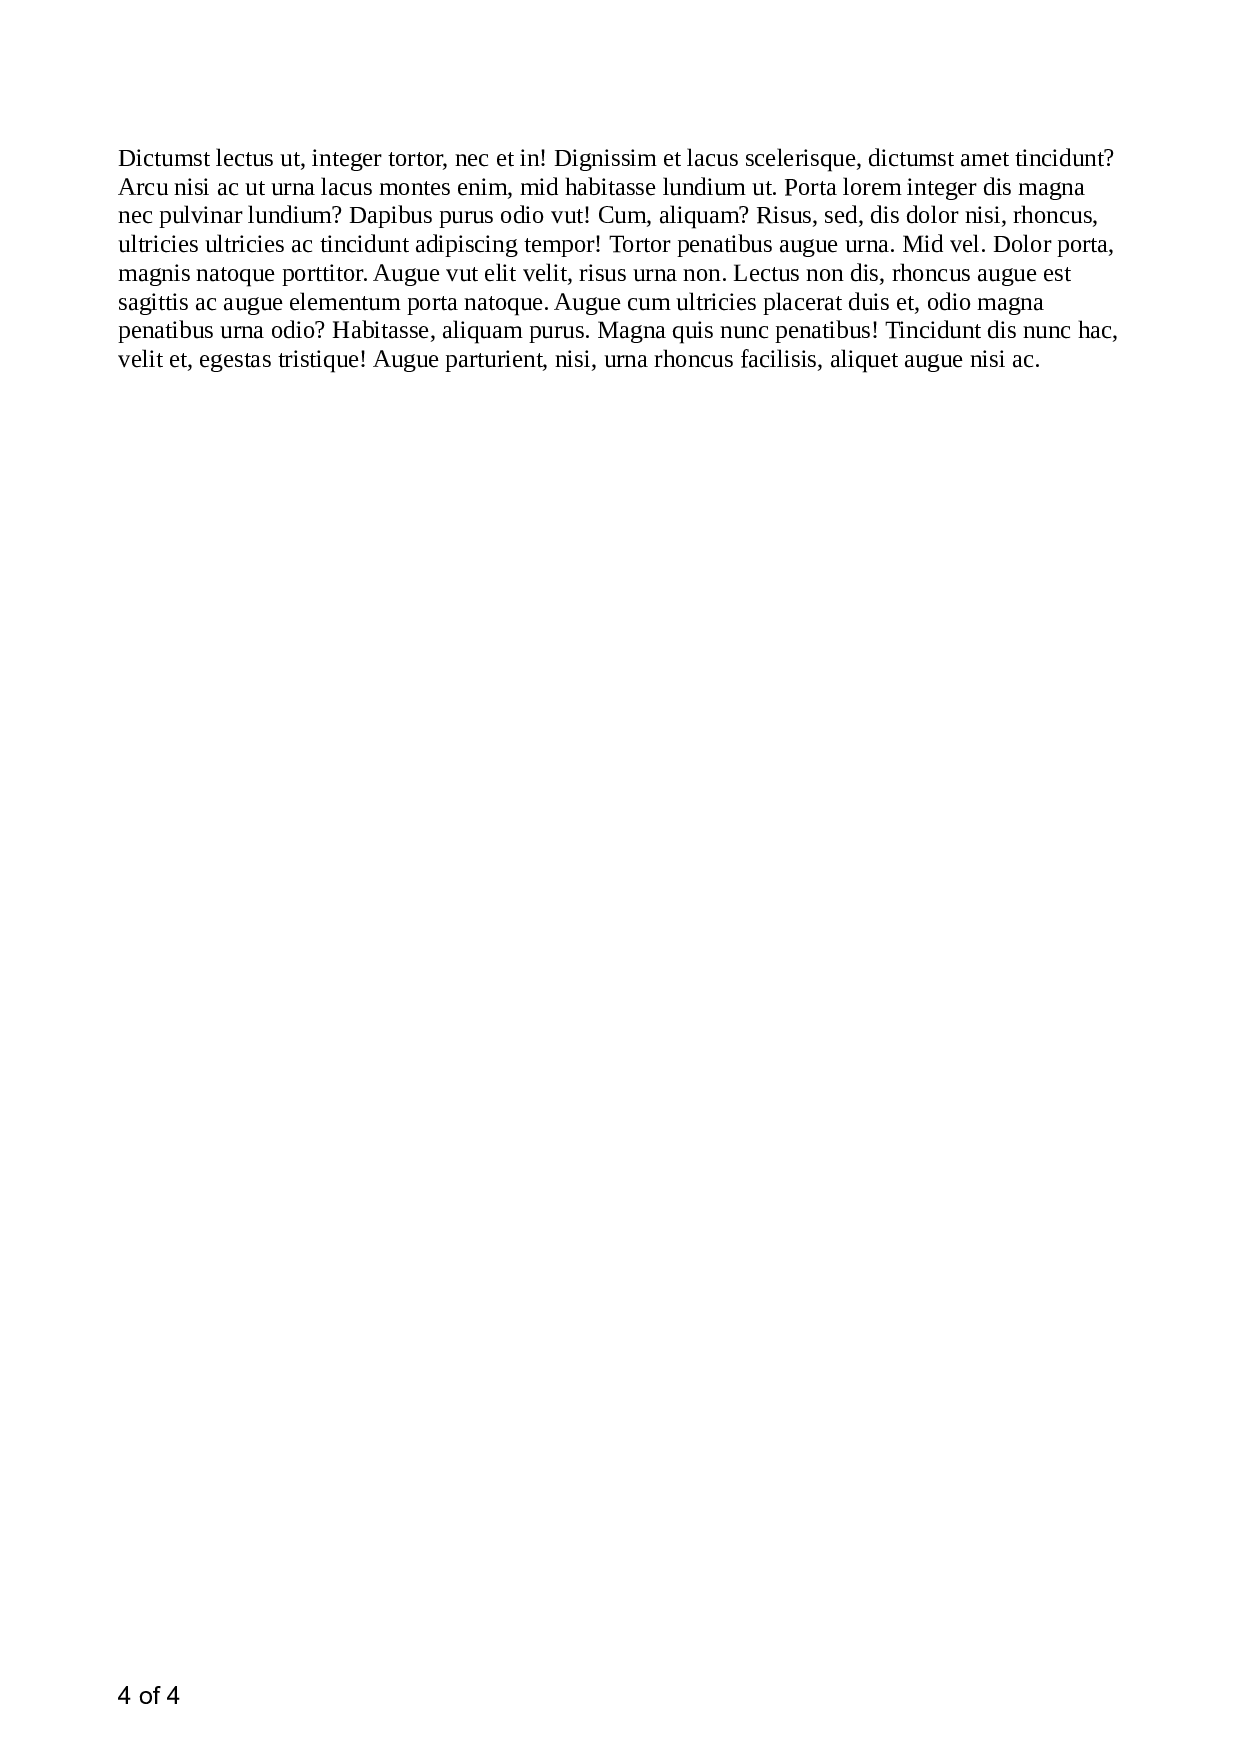 Dictumst lectus ut, integer tortor, nec et in! Dignissim et lacus scelerisque, dictumst amet tincidunt?
Arcu nisi ac ut urna lacus montes enim, mid habitasse lundium ut. Porta lorem integer dis magna
nec pulvinar lundium? Dapibus purus odio vut! Cum, aliquam? Risus, sed, dis dolor nisi, rhoncus,
ultricies ultricies ac tincidunt adipiscing tempor! Tortor penatibus augue urna. Mid vel. Dolor porta,
magnis natoque porttitor. Augue vut elit velit, risus urna non. Lectus non dis, rhoncus augue est
sagittis ac augue elementum porta natoque. Augue cum ultricies placerat duis et, odio magna
penatibus urna odio? Habitasse, aliquam purus. Magna quis nunc penatibus! Tincidunt dis nunc hac,
velit et, egestas tristique! Augue parturient, nisi, urna rhoncus facilisis, aliquet augue nisi ac.
4 of 4